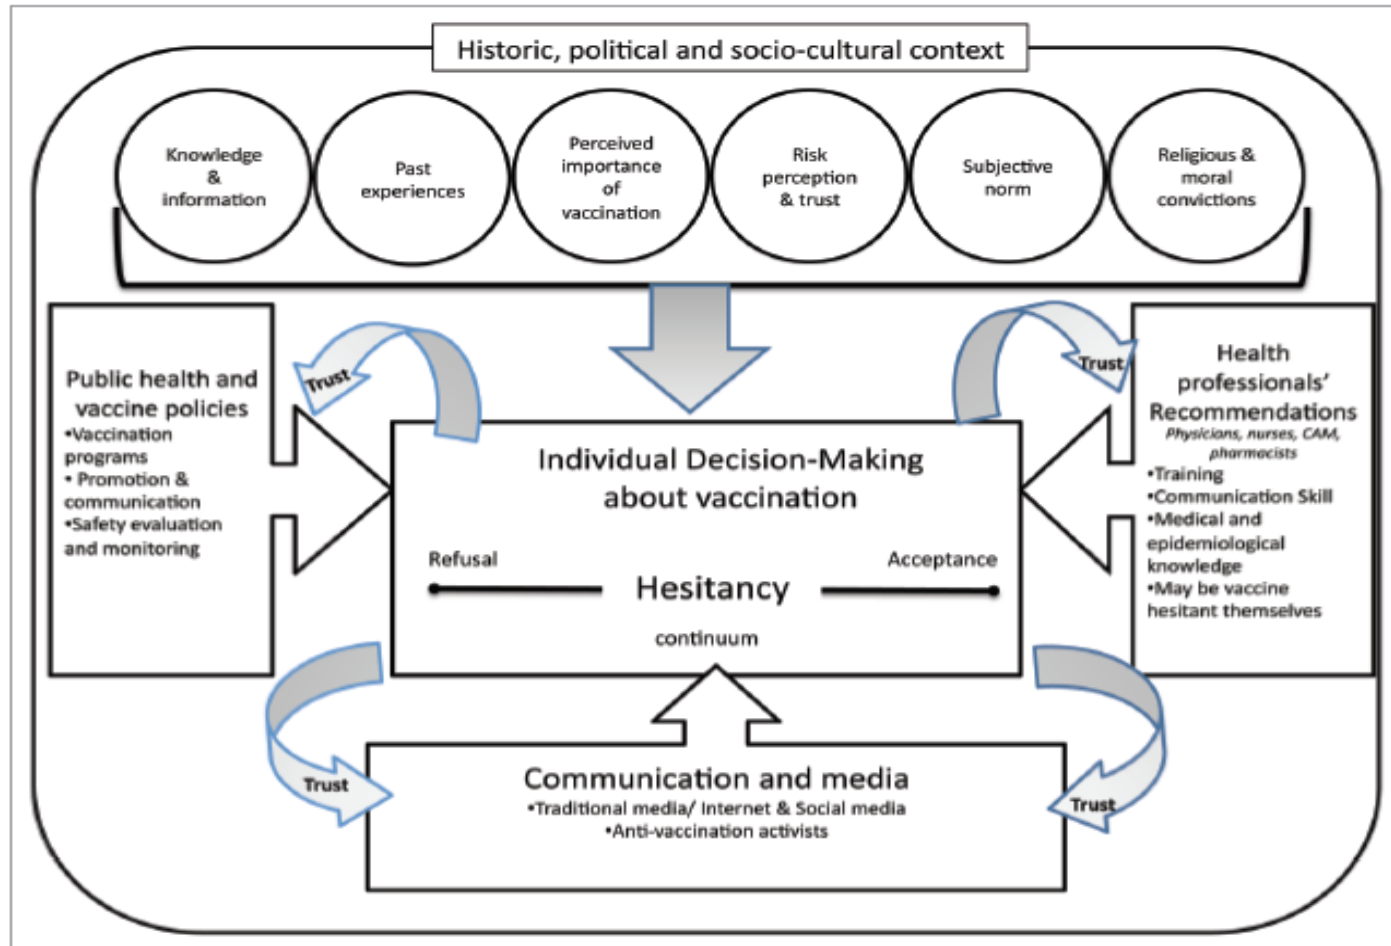 Historic, political and socio-cultural context
Knowledge
&
information
Past
experiences
Perceived
importance
of
vaccination
Risk
perception
& trust
Subjective
norm
Religious &
moral
convictions
Public health and
vaccine policies
•Vaccination
programs
• Promotion &
communication
•Safety evaluation
and monitoring
Trust
Individual Decision-Making
about vaccination
Refusal
Acceptance
Hesitancy
continuum
Trust
Health
professionals'
Recommendations
Physicians, nurses, CAM,
pharmacists
•Training
•Communication Skill
•Medical and
epidemiological
knowledge
•May be vaccine
hesitant themselves
Trust
Communication and media
•Traditional media/ Internet & Social media
•Anti-vaccination activists
Trust